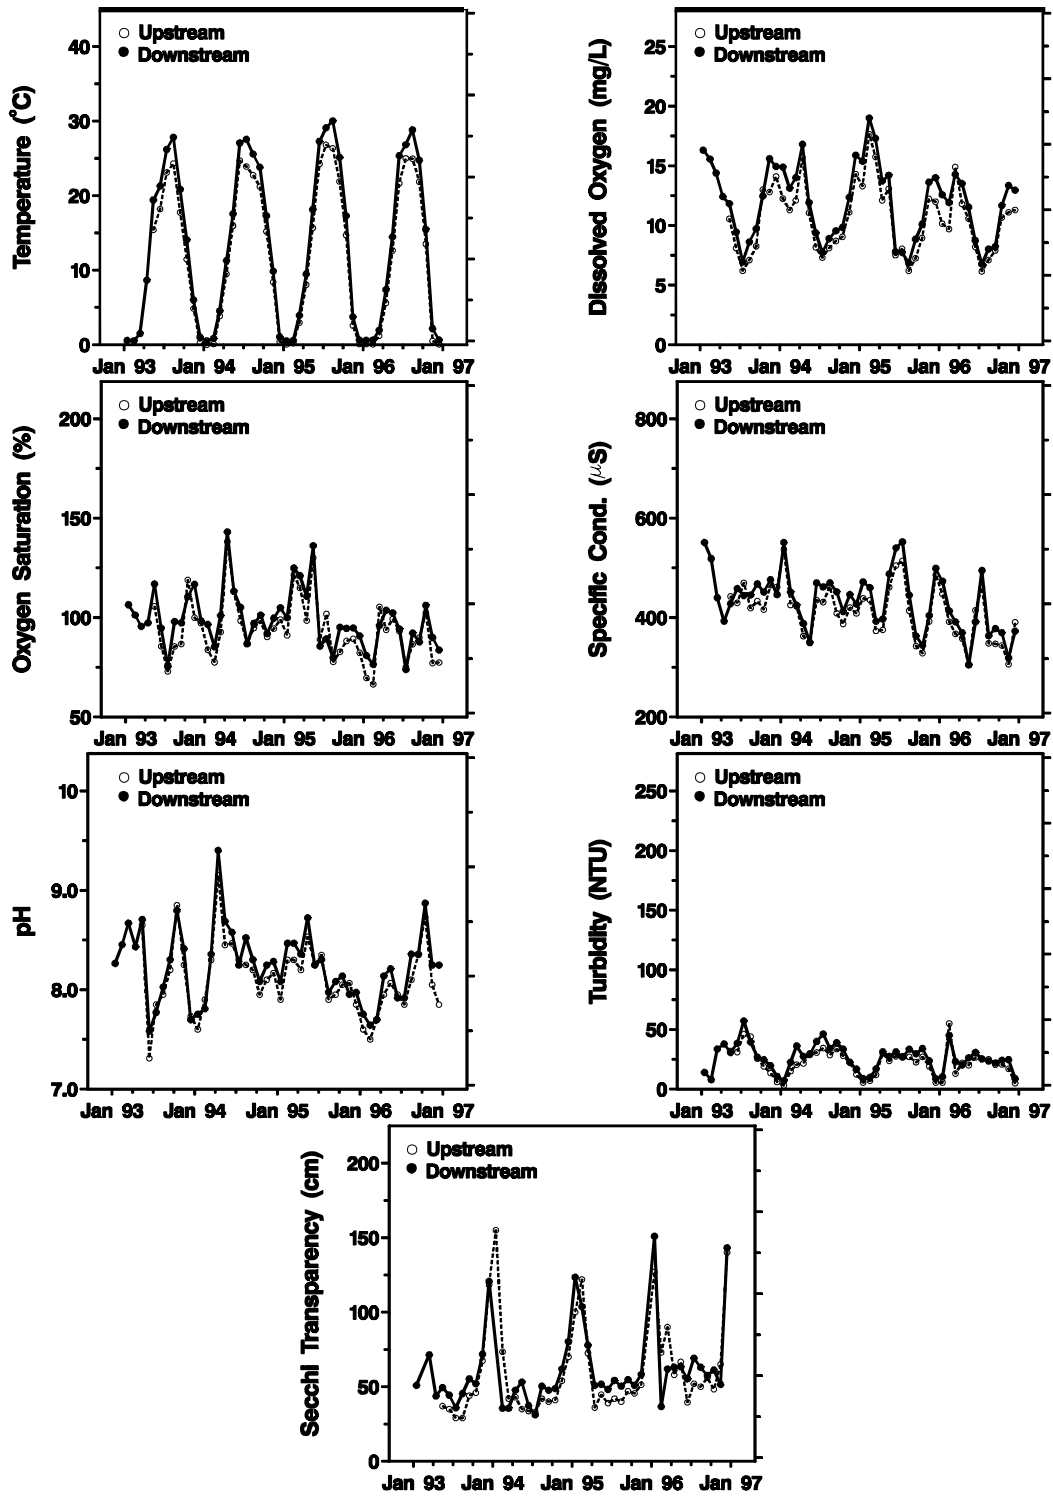 Temperature (°C)
40
30
20
10
0
Upstream
Downstream
Jan 93 Jan 94 Jan 95 Jan 96 Jan 97
Dissolved Oxygen (mg/L)
25
20
15
10
5
0
Upstream
Downstream
Jan 93 Jan 94 Jan 95 Jan 96 Jan 97
Oxygen Saturation (%)
200
150
100
50
Upstream
Downstream
Jan 93 Jan 94 Jan 95 Jan 96 Jan 97
Specific Cond. (μS)
800
600
400
200
Upstream
Downstream
Jan 93 Jan 94 Jan 95 Jan 96 Jan 97
pH
10
9.0
8.0
7.0
Upstream
Downstream
Jan 93 Jan 94 Jan 95 Jan 96 Jan 97
Turbidity (NTU)
250
200
150
100
50
0
Upstream
Downstream
Jan 93 Jan 94 Jan 95 Jan 96 Jan 97
Secchi Transparency (cm)
200
150
100
50
0
Upstream
Downstream
Jan 93 Jan 94 Jan 95 Jan 96 Jan 97